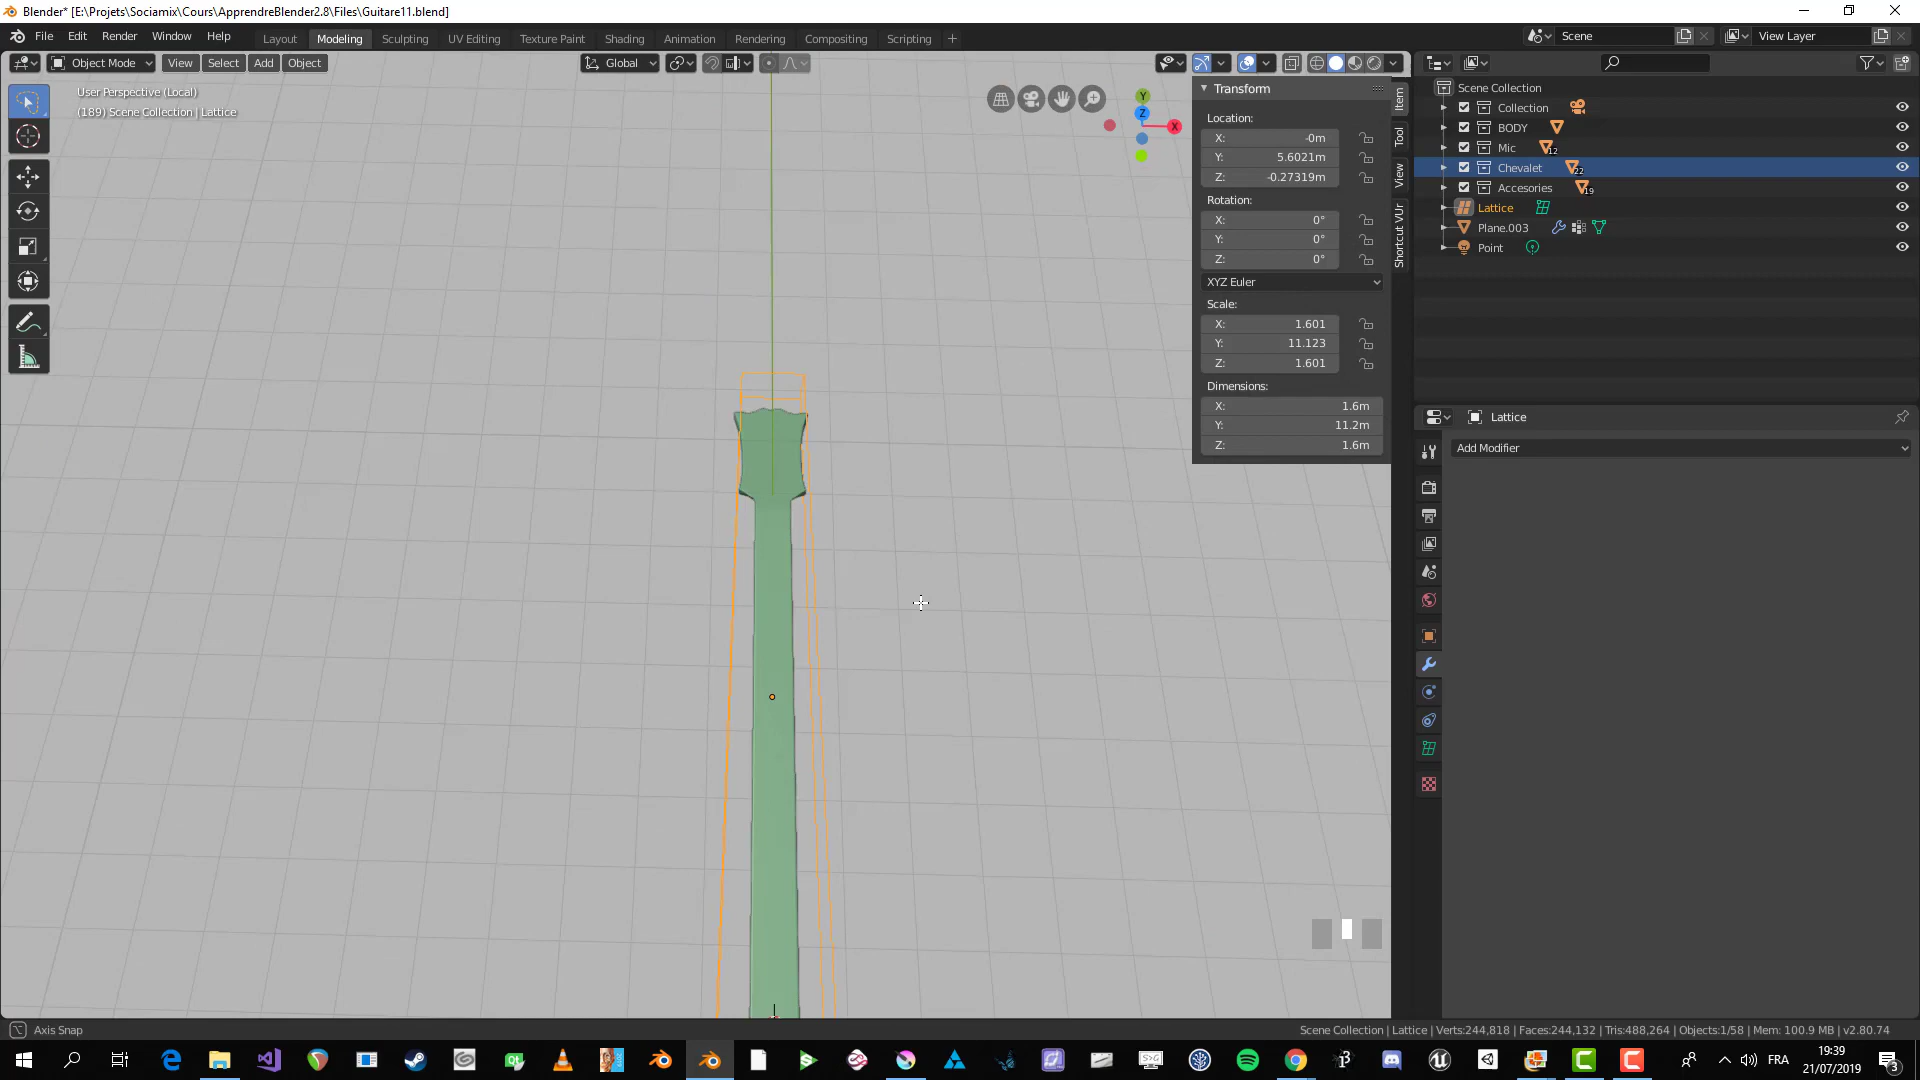 Blender* [E:\Projets\Sociamix\Cours\ApprendreBlender2.8\Files\Guitare11.blend]
File Edit Render Window Help Layout Modeling Sculpting UV Editing Texture Paint Shading Animation Rendering Compositing Scripting Scene View Layer
Object Mode View Select Add Object Global
User Perspective (Local)
(189) Scene Collection | Lattice
Y
Z
X
Transform
Location:
X: -0m
Y: 5.6021m
Z: -0.27319m
Rotation:
X: 0°
Y: 0°
Z: 0°
XYZ Euler
Scale:
X: 1.601
Y: 11.123
Z: 1.601
Dimensions:
X: 1.6m
Y: 11.2m
Z: 1.6m
Item
Tool
View
Shortcut VUr
Scene Collection
Collection
BODY
Mic 12
Chevalet 22
Accesories 19
Lattice
Plane.003
Point
Lattice
Add Modifier
Axis Snap
Scene Collection | Lattice | Verts:244,818 | Faces:244,132 | Tris:488,264 | Objects:1/58 | Mem: 100.9 MB | v2.80.74
FRA
19:39
21/07/2019
3